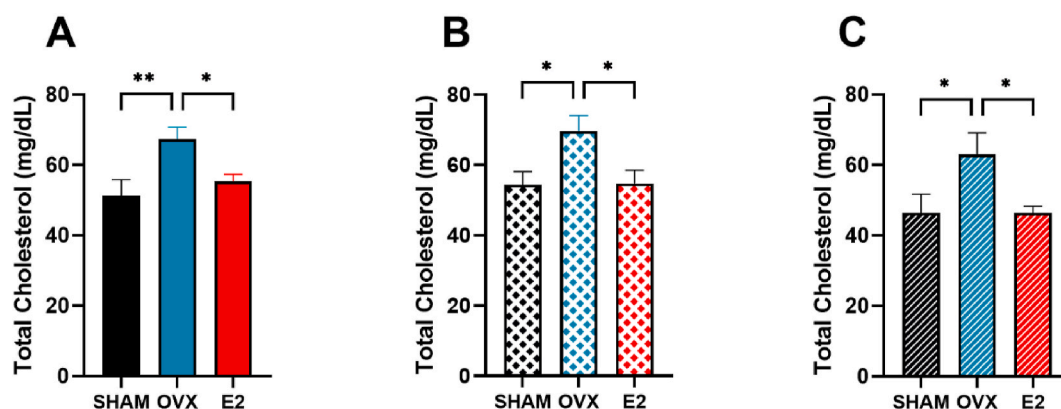 A
** *
Total Cholesterol (mg/dL)
80
60
40
20
0
SHAM OVX E2
B
* *
Total Cholesterol (mg/dL)
80
60
40
20
0
SHAM OVX E2
C
* *
Total Cholesterol (mg/dL)
80
60
40
20
0
SHAM OVX E2